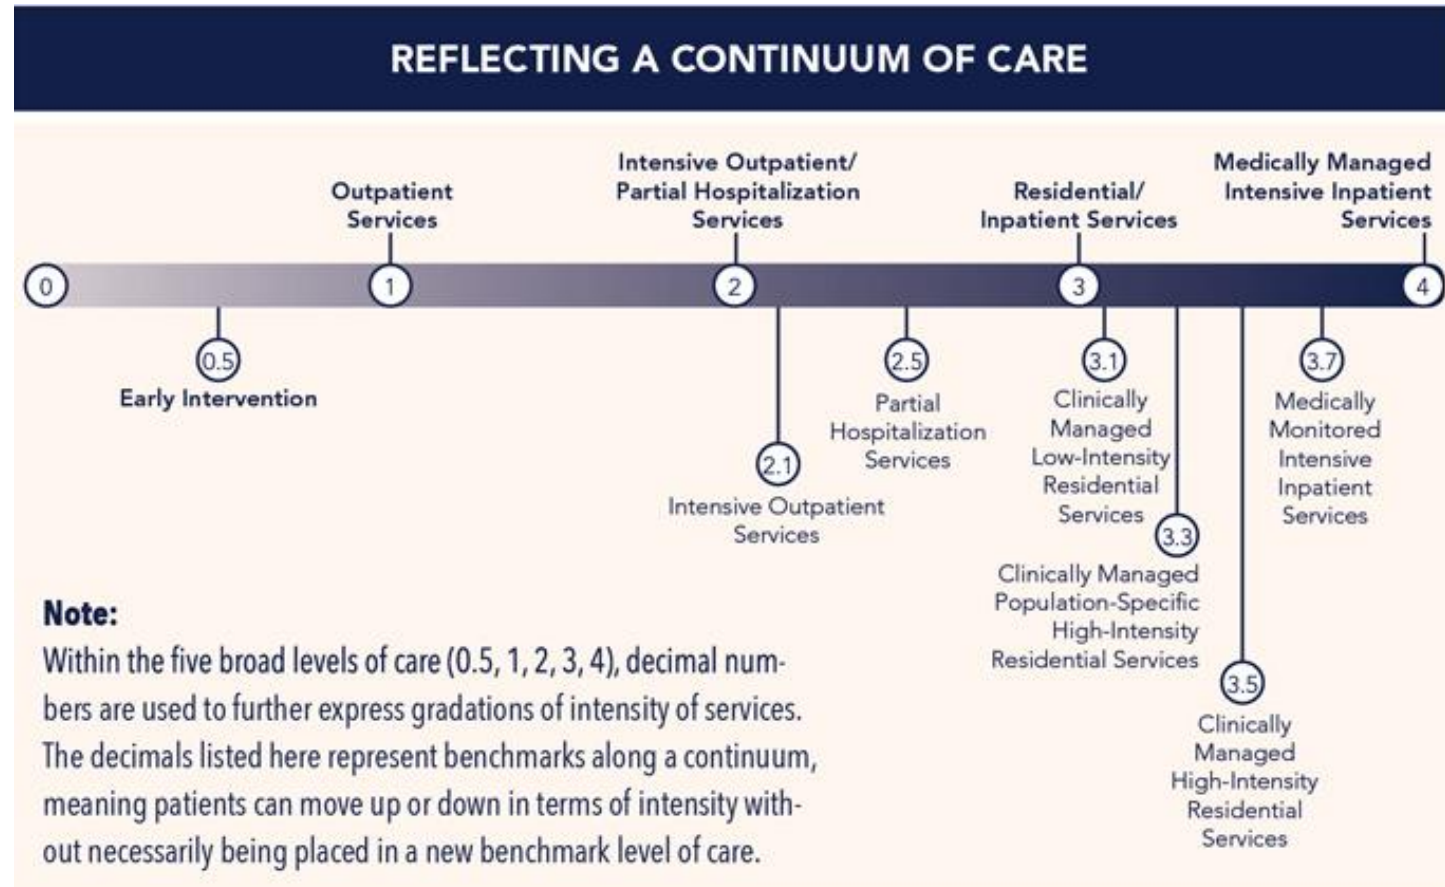 REFLECTING A CONTINUUM OF CARE
Outpatient
Services
Intensive Outpatient/
Partial Hospitalization
Services
Residential/
Inpatient Services
Medically Managed
Intensive Inpatient
Services
0
1
2
3
4
0.5
Early Intervention
2.1
Intensive Outpatient
Services
2.5
Partial
Hospitalization
Services
3.1
Clinically
Managed
Low-Intensity
Residential
Services
3.3
Clinically Managed
Population-Specific
High-Intensity
Residential Services
3.5
Clinically
Managed
High-Intensity
Residential
Services
3.7
Medically
Monitored
Intensive
Inpatient
Services
Note:
Within the five broad levels of care (0.5, 1, 2, 3, 4), decimal num-
bers are used to further express gradations of intensity of services.
The decimals listed here represent benchmarks along a continuum,
meaning patients can move up or down in terms of intensity with-
out necessarily being placed in a new benchmark level of care.